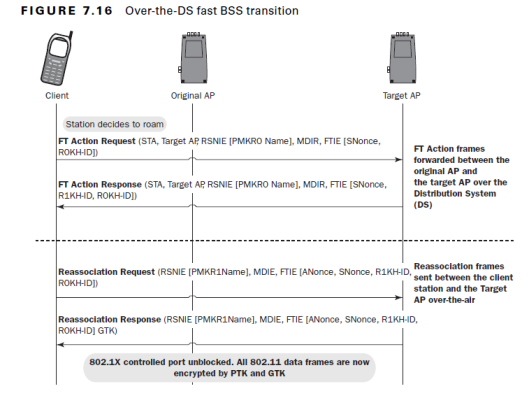 FIGURE 7.16 Over-the-DS fast BSS transition
Client
Original AP
Target AP
Station decides to roam
FT Action Request (STA, Target AP, RSNIE [PMKR0 Name], MDIR, FTIE [SNonce,
R0KH-ID])
FT Action frames
forwarded between the
original AP and
the target AP over the
Distribution System
(DS)
FT Action Response (STA, Target AP, RSNIE [PMKR0 Name], MDIR, FTIE [SNonce,
R1KH-ID, R0KH-ID])
Reassociation Request (RSNIE [PMKR1Name], MDIE, FTIE [ANonce, SNonce, R1KH-ID,
R0KH-ID])
Reassociation frames
sent between the client
station and the Target
AP over-the-air
Reassociation Response (RSNIE [PMKR1Name], MDIE, FTIE [ANonce, SNonce, R1KH-ID,
R0KH-ID] GTK)
802.1X controlled port unblocked. All 802.11 data frames are now
encrypted by PTK and GTK